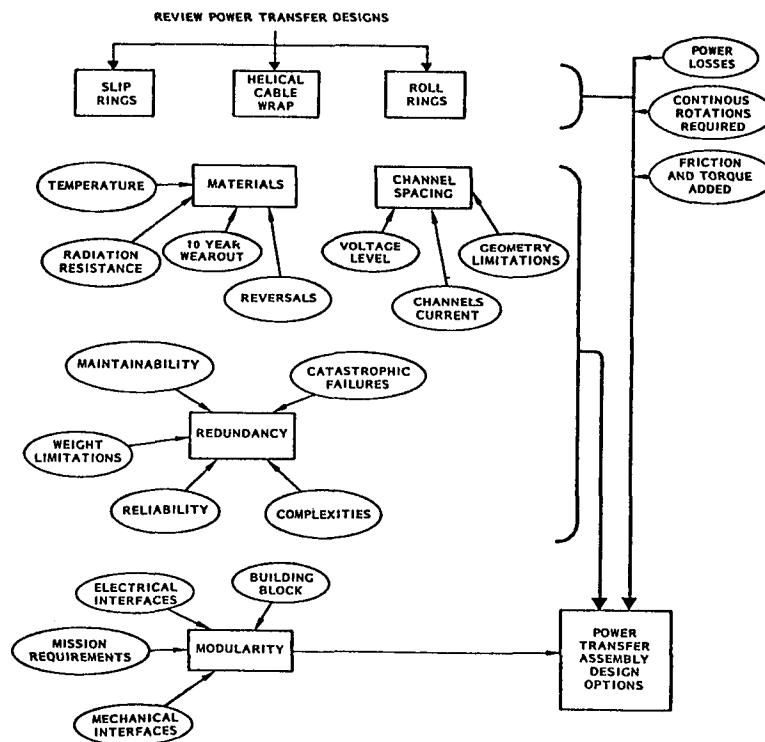 REVIEW POWER TRANSFER DESIGNS
SLIP
RINGS
HELICAL
CABLE
WRAP
ROLL
RINGS
POWER
LOSSES
CONTINOUS
ROTATIONS
REQUIRED
FRICTION
AND TORQUE
ADDED
TEMPERATURE
MATERIALS
CHANNEL
SPACING
RADIATION
RESISTANCE
10 YEAR
WEAROUT
REVERSALS
VOLTAGE
LEVEL
GEOMETRY
LIMITATIONS
CHANNELS
CURRENT
MAINTAINABILITY
CATASTROPHIC
FAILURES
REDUNDANCY
WEIGHT
LIMITATIONS
RELIABILITY
COMPLEXITIES
ELECTRICAL
INTERFACES
BUILDING
BLOCK
MISSION
REQUIREMENTS
MODULARITY
MECHANICAL
INTERFACES
POWER
TRANSFER
ASSEMBLY
DESIGN
OPTIONS